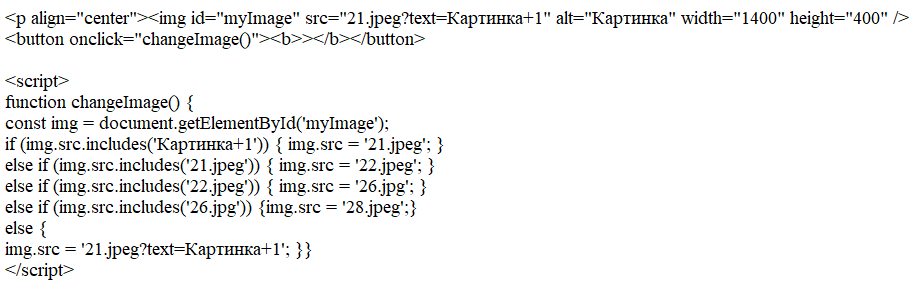 <p align="center"><img id="myImage" src="21.jpeg?text=Картинка+1" alt="Картинка" width="1400" height="400" />
<button onclick="changeImage()"><b>></b></button>
<script>
function changeImage() {
const img = document.getElementById('myImage');
if (img.src.includes('Картинка+1')) { img.src = '21.jpeg'; }
else if (img.src.includes('21.jpeg')) { img.src = '22.jpeg'; }
else if (img.src.includes('22.jpeg')) { img.src = '26.jpg'; }
else if (img.src.includes('26.jpg')) {img.src = '28.jpeg';}
else {
img.src = '21.jpeg?text=Картинка+1'; }}
</script>